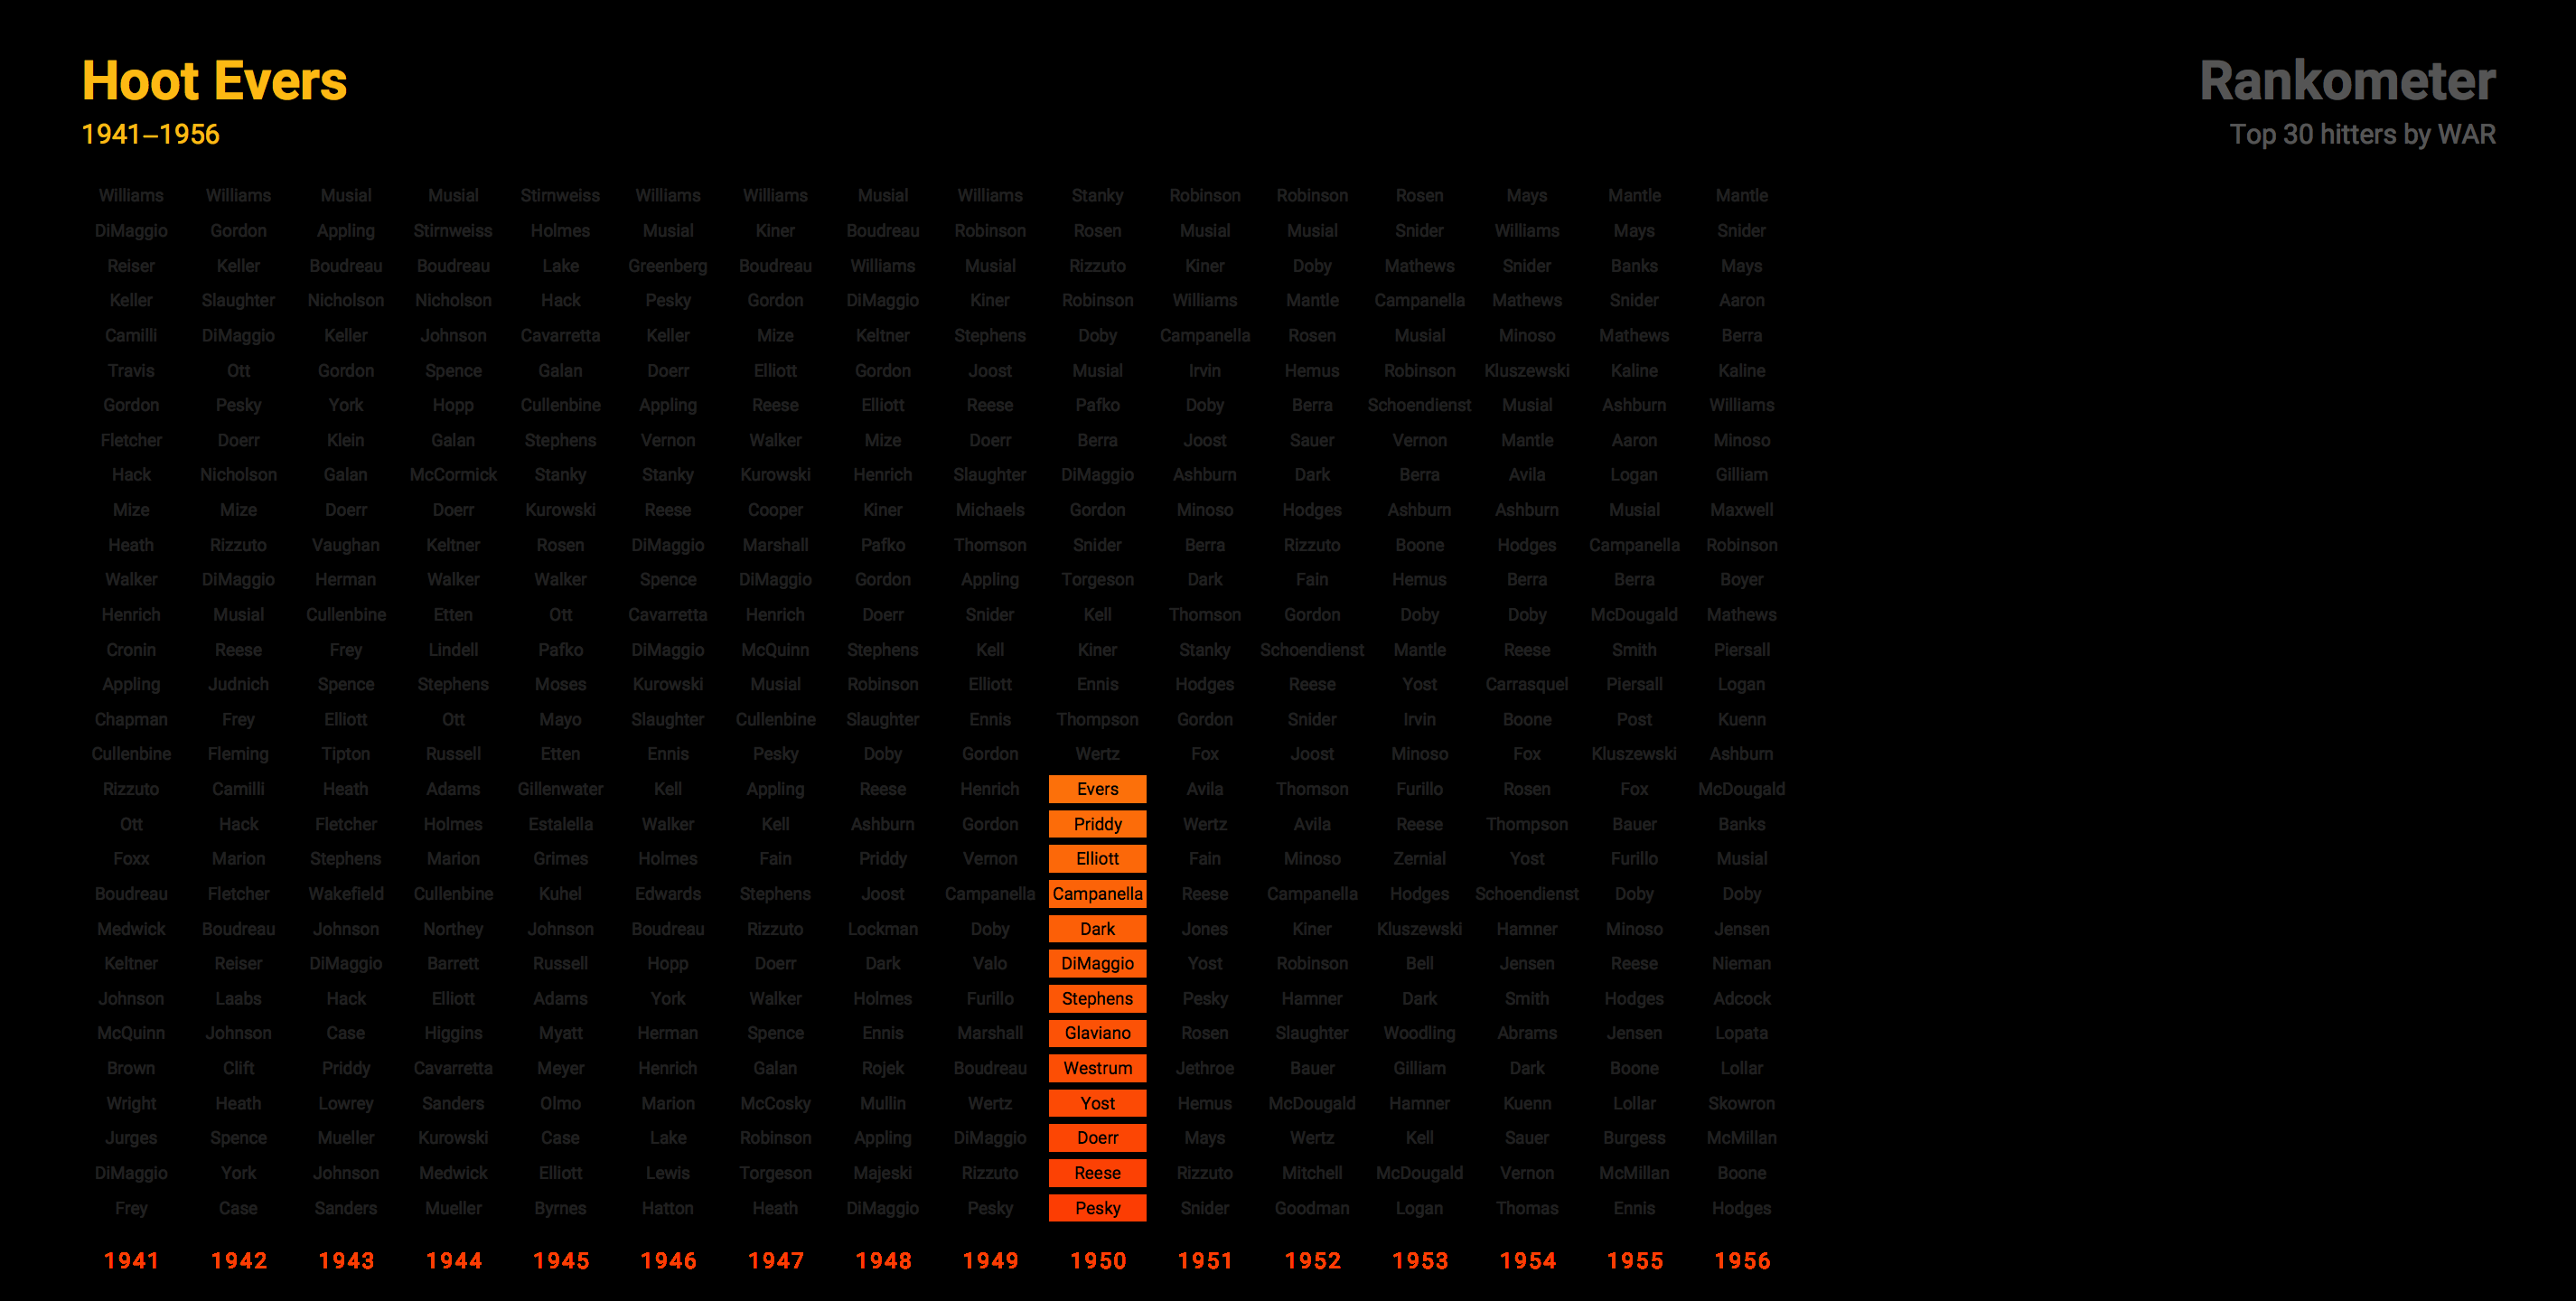 Hoot Evers
1941–1956
Rankometer
Top 30 hitters by WAR
Williams Williams Musial Musial Stirnweiss Williams Williams Musial Williams Stanky Robinson Robinson Rosen Mays Mantle Mantle
DiMaggio Gordon Appling Stirnweiss Holmes Musial Kiner Boudreau Robinson Rosen Musial Musial Snider Williams Mays Snider
Reiser Keller Boudreau Boudreau Lake Greenberg Boudreau Williams Musial Rizzuto Kiner Doby Mathews Snider Banks Mays
Keller Slaughter Nicholson Nicholson Hack Pesky Gordon DiMaggio Kiner Robinson Williams Mantle Campanella Mathews Snider Aaron
Camilli DiMaggio Keller Johnson Cavarretta Keller Mize Keltner Stephens Doby Campanella Rosen Musial Minoso Mathews Berra
Travis Ott Gordon Spence Galan Doerr Elliott Gordon Joost Musial Irvin Hemus Robinson Kluszewski Kaline Kaline
Gordon Pesky York Hopp Cullenbine Appling Reese Elliott Reese Pafko Doby Berra Schoendienst Musial Ashburn Williams
Fletcher Doerr Klein Galan Stephens Vernon Walker Mize Doerr Berra Joost Sauer Vernon Mantle Aaron Minoso
Hack Nicholson Galan McCormick Stanky Stanky Kurowski Henrich Slaughter DiMaggio Ashburn Dark Berra Avila Logan Gilliam
Mize Mize Doerr Doerr Kurowski Reese Cooper Kiner Michaels Gordon Minoso Hodges Ashburn Ashburn Musial Maxwell
Heath Rizzuto Vaughan Keltner Rosen DiMaggio Marshall Pafko Thomson Snider Berra Rizzuto Boone Hodges Campanella Robinson
Walker DiMaggio Herman Walker Walker Spence DiMaggio Gordon Appling Torgeson Dark Fain Hemus Berra Berra Boyer
Henrich Musial Cullenbine Etten Ott Cavarretta Henrich Doerr Snider Kell Thomson Gordon Doby Doby McDougald Mathews
Cronin Reese Frey Lindell Pafko DiMaggio McQuinn Stephens Kell Kiner Stanky Schoendienst Mantle Reese Smith Piersall
Appling Judnich Spence Stephens Moses Kurowski Musial Robinson Elliott Ennis Hodges Reese Yost Carrasquel Piersall Logan
Chapman Frey Elliott Ott Mayo Slaughter Cullenbine Slaughter Ennis Thompson Gordon Snider Irvin Boone Post Kuenn
Cullenbine Fleming Tipton Russell Etten Ennis Pesky Doby Gordon Wertz Fox Joost Minoso Fox Kluszewski Ashburn
Rizzuto Camilli Heath Adams Gillenwater Kell Appling Reese Henrich Evers Avila Thomson Furillo Rosen Fox McDougald
Ott Hack Fletcher Holmes Estalella Walker Kell Ashburn Gordon Priddy Wertz Avila Reese Thompson Bauer Banks
Foxx Marion Stephens Marion Grimes Holmes Fain Priddy Vernon Elliott Fain Minoso Zernial Yost Furillo Musial
Boudreau Fletcher Wakefield Cullenbine Kuhel Edwards Stephens Joost Campanella Campanella Reese Campanella Hodges Schoendienst Doby Doby
Medwick Boudreau Johnson Northey Johnson Boudreau Rizzuto Lockman Doby Dark Jones Kiner Kluszewski Hamner Minoso Jensen
Keltner Reiser DiMaggio Barrett Russell Hopp Doerr Dark Valo DiMaggio Yost Robinson Bell Jensen Reese Nieman
Johnson Laabs Hack Elliott Adams York Walker Holmes Furillo Stephens Pesky Hamner Dark Smith Hodges Adcock
McQuinn Johnson Case Higgins Myatt Herman Spence Ennis Marshall Glaviano Rosen Slaughter Woodling Abrams Jensen Lopata
Brown Clift Priddy Cavarretta Meyer Henrich Galan Rojek Boudreau Westrum Jethroe Bauer Gilliam Dark Boone Lollar
Wright Heath Lowrey Sanders Olmo Marion McCosky Mullin Wertz Yost Hemus McDougald Hamner Kuenn Lollar Skowron
Jurges Spence Mueller Kurowski Case Lake Robinson Appling DiMaggio Doerr Mays Wertz Kell Sauer Burgess McMillan
DiMaggio York Johnson Medwick Elliott Lewis Torgeson Majeski Rizzuto Reese Rizzuto Mitchell McDougald Vernon McMillan Boone
Frey Case Sanders Mueller Byrnes Hatton Heath DiMaggio Pesky Pesky Snider Goodman Logan Thomas Ennis Hodges
1941 1942 1943 1944 1945 1946 1947 1948 1949 1950 1951 1952 1953 1954 1955 1956